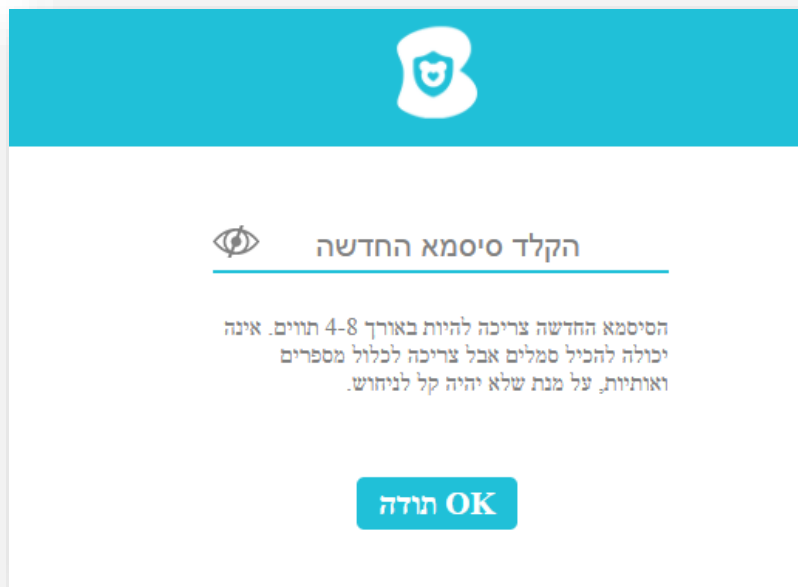 הקלד סיסמא החדשה
הסיסמא החדשה צריכה להיות באורך 4-8 תווים. אינה
יכולה להכיל סמלים אבל צריכה לכלול מספרים
ואותיות, על מנת שלא יהיה קל לניחוש.
OK תודה